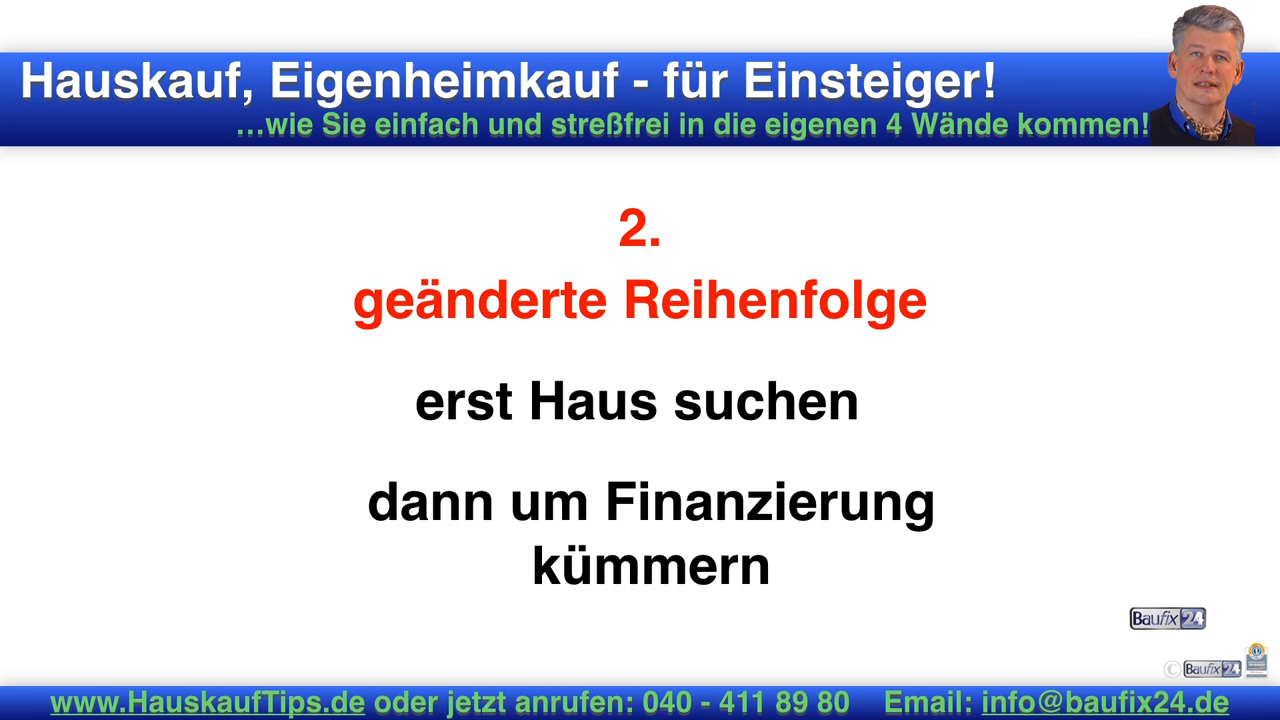 Hauskauf, Eigenheimkauf - für Einsteiger!
...wie Sie einfach und streßfrei in die eigenen 4 Wände kommen!
2.
geänderte Reihenfolge
erst Haus suchen
dann um Finanzierung
kümmern
Baufix24
© Baufix24
www.HauskaufTips.de oder jetzt anrufen: 040 - 411 89 80 Email: info@baufix24.de